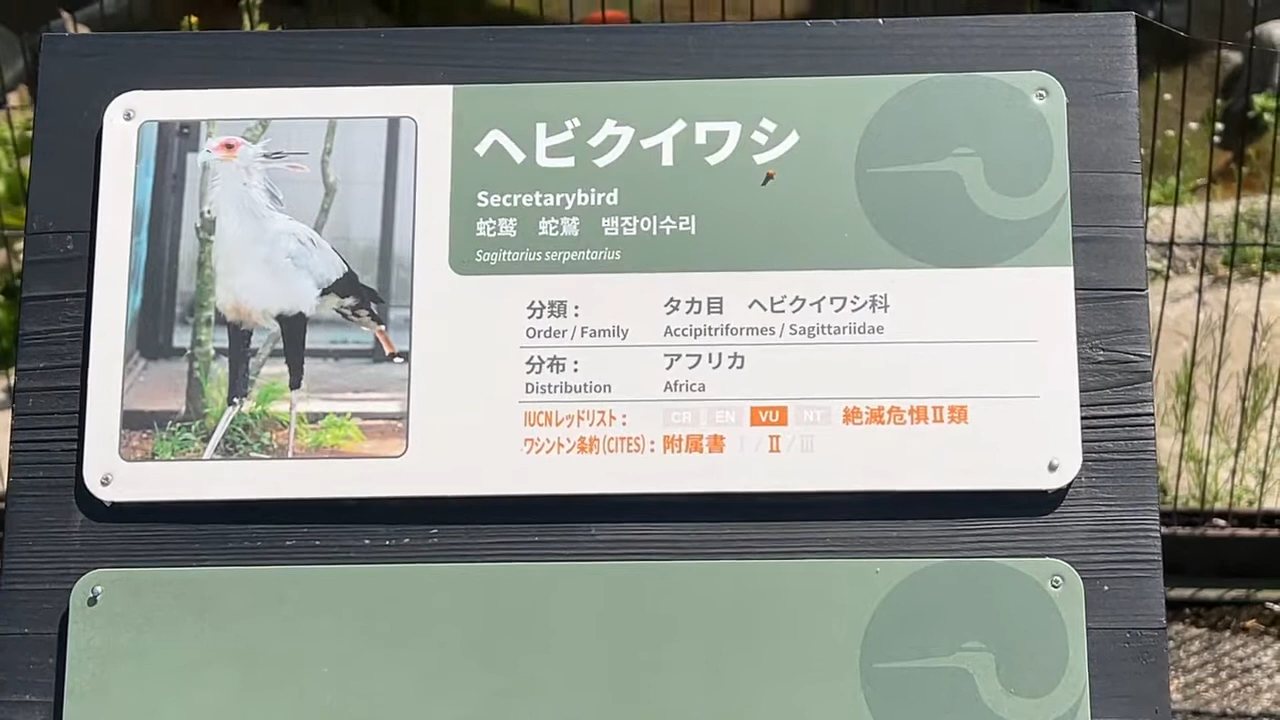 ヘビクイワシ
Secretarybird
蛇鹫 蛇鷲 뱀잡이수리
Sagittarius serpentarius
分類： タカ目 ヘビクイワシ科
Order / Family Accipitriformes / Sagittariidae
分布： アフリカ
Distribution Africa
IUCNレッドリスト： CR EN VU NT 絶滅危惧Ⅱ類
ワシントン条約(CITES)： 附属書 Ⅰ / Ⅱ / Ⅲ